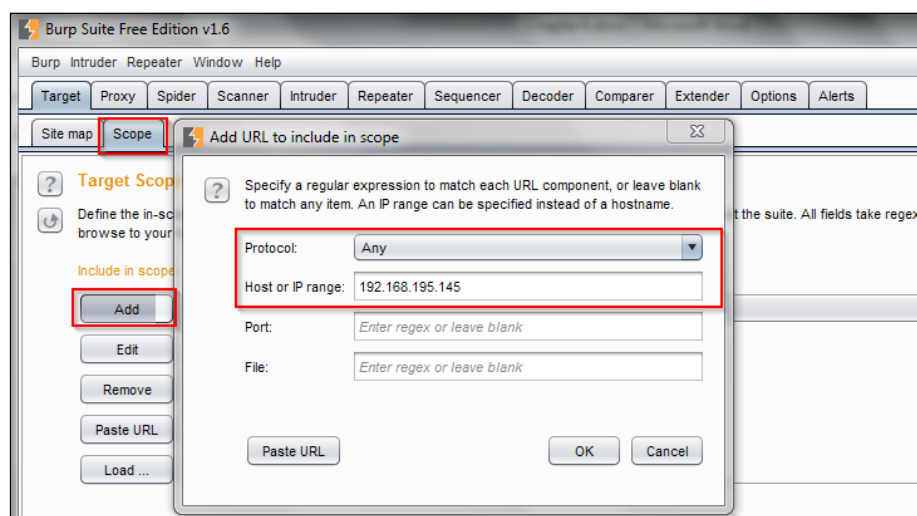 Burp Suite Free Edition v1.6
Burp Intruder Repeater Window Help
Target Proxy Spider Scanner Intruder Repeater Sequencer Decoder Comparer Extender Options Alerts
Site map Scope
Add URL to include in scope
? Target Scop
? Specify a regular expression to match each URL component, or leave blank
to match any item. An IP range can be specified instead of a hostname.
Define the in-sc
t the suite. All fields take regex
browse to your
Protocol: Any
Include in scope
Host or IP range: 192.168.195.145
Add
Port: Enter regex or leave blank
Edit
File: Enter regex or leave blank
Remove
Paste URL
Paste URL OK Cancel
Load ...